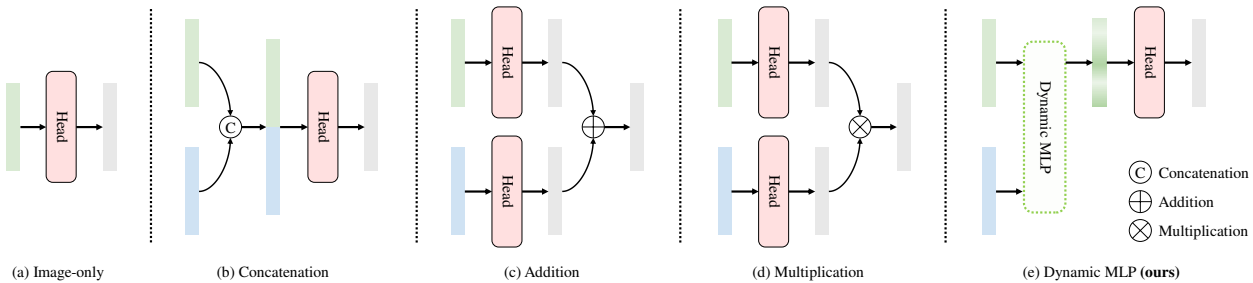 Head
(a) Image-only
C
Head
(b) Concatenation
Head
Head
(c) Addition
Head
Head
(d) Multiplication
Dynamic MLP
Head
C Concatenation
Addition
Multiplication
(e) Dynamic MLP (ours)